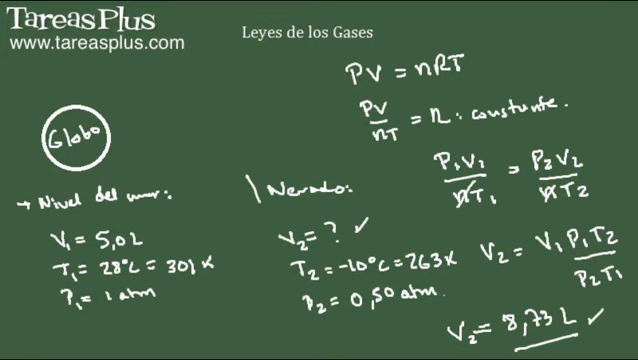 TareasPlus
www.tareasplus.com
Leyes de los Gases
PV = nRT
PV/nT = R : constante.
Globo
P₁V₁/nT₁ = P₂V₂/nT₂
→ Nivel del mar:
V₁ = 5,0 L
T₁ = 28°C = 301 K
P₁ = 1 atm
\ Nevado:
V₂ = ? ✓
T₂ = -10°C = 263K
P₂ = 0,50 atm.
V₂ = V₁ P₁ T₂/P₂ T₁
V₂ = 8,73 L ✓